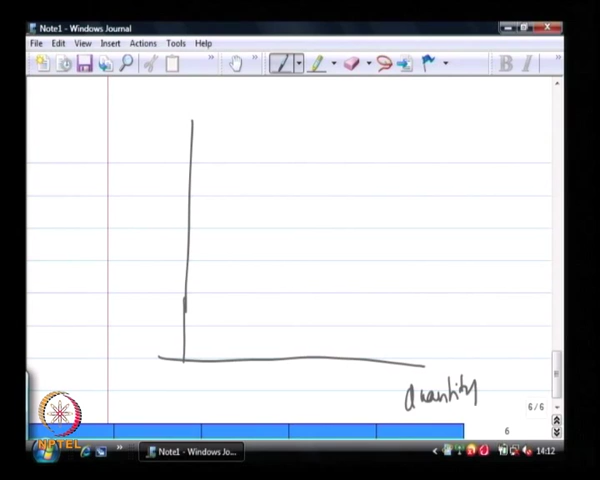 Note1 - Windows Journal
File Edit View Insert Actions Tools Help
B I
quantity
6/6
6
NPTEL
Note1 - Windows Jo...
14:12